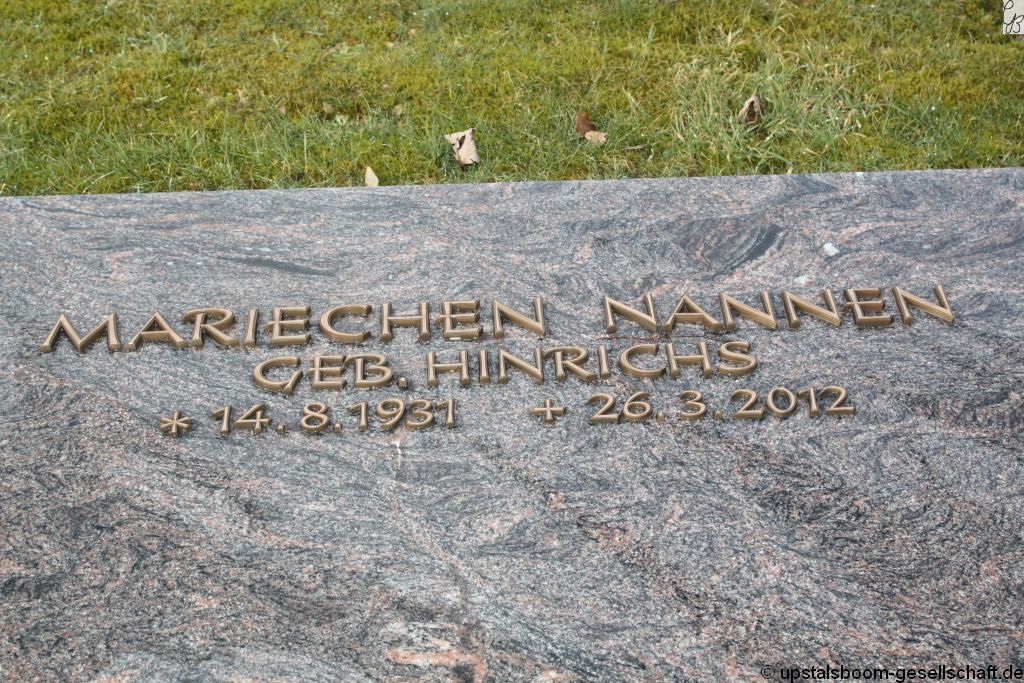 MARIECHEN NANNEN
GEB. HINRICHS
* 14.8.1931 + 26.3.2012
© upstalsboom-gesellschaft.de